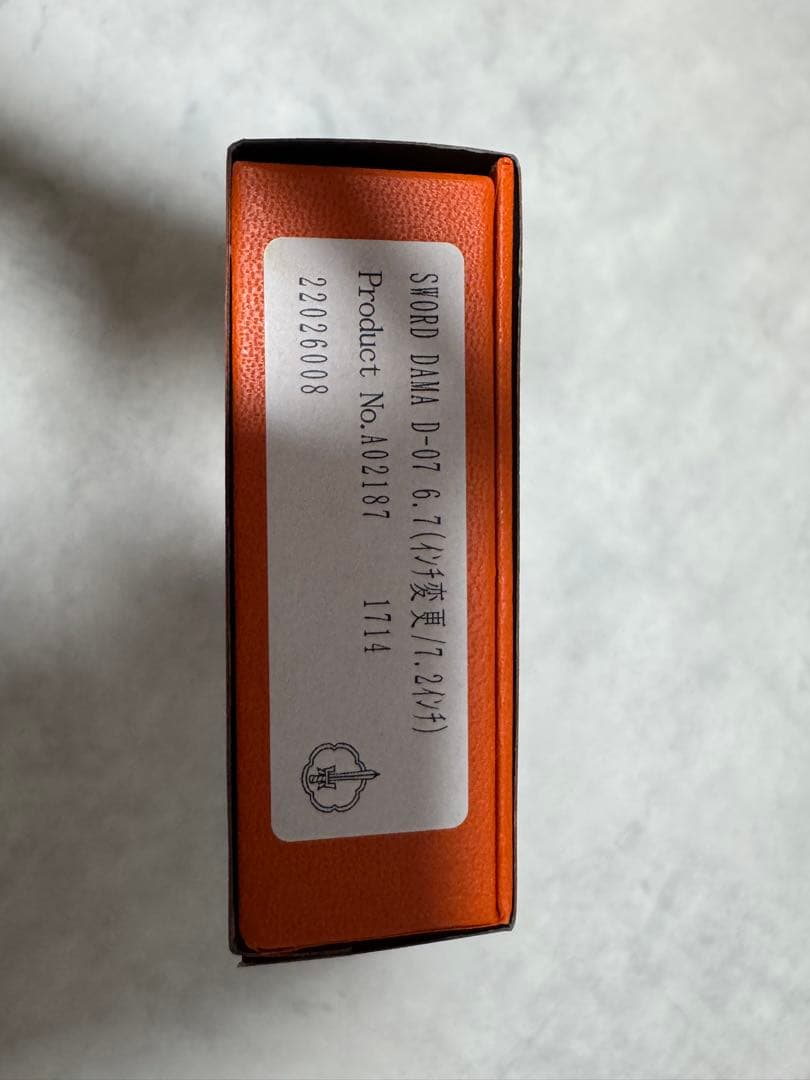 SWORD DAMA D-07 6.7(ｲﾝﾁ変更/7.2ｲﾝﾁ)
Product No.A02187 1714
22026008